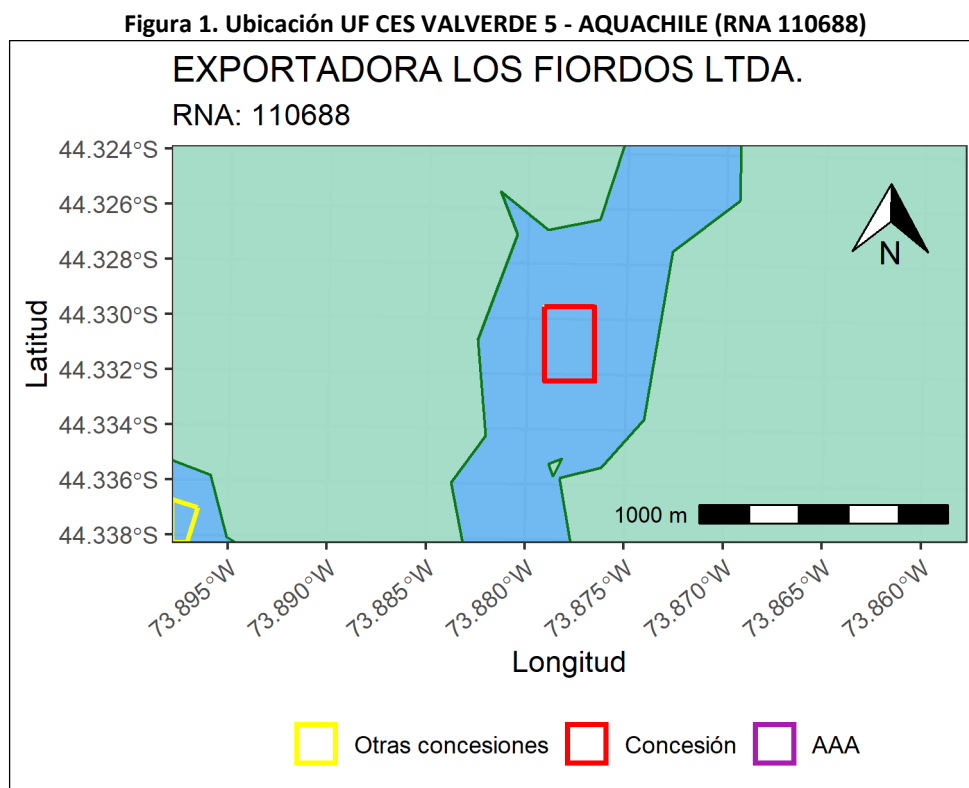 Figura 1. Ubicación UF CES VALVERDE 5 - AQUACHILE (RNA 110688)
EXPORTADORA LOS FIORDOS LTDA.
RNA: 110688
44.324°S
44.326°S
44.328°S
44.330°S
44.332°S
44.334°S
44.336°S
44.338°S
Latitud
N
1000 m
73.895°W
73.890°W
73.885°W
73.880°W
73.875°W
73.870°W
73.865°W
73.860°W
Longitud
Otras concesiones
Concesión
AAA